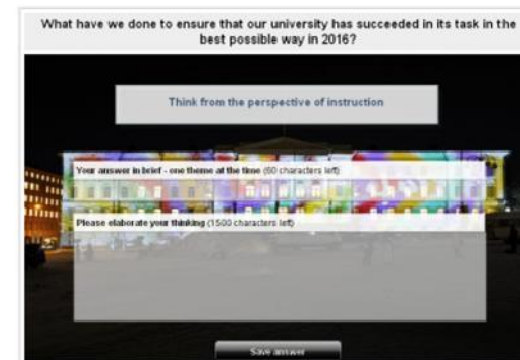 What have we done to ensure that our university has succeeded in its task in the
best possible way in 2016?
Think from the perspective of instruction
Your answer in brief - one theme at the time (60 characters left)
Please elaborate your thinking (1500 characters left)
Save answer